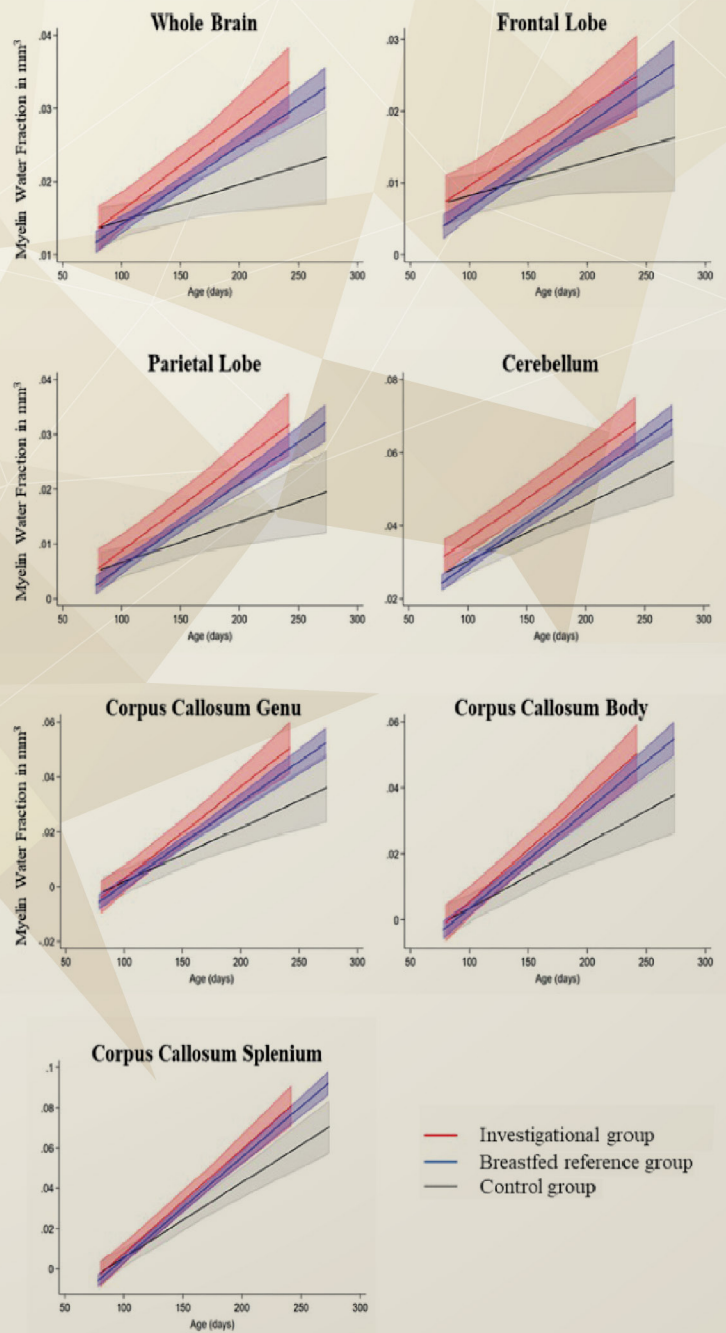 Whole Brain
Myelin Water Fraction in mm³
.04
.03
.02
.01
50 100 150 200 250 300
Age (days)
Frontal Lobe
.03
.02
.01
0
50 100 150 200 250 300
Age (days)
Parietal Lobe
Myelin Water Fraction in mm³
.04
.03
.02
.01
0
50 100 150 200 250 300
Age (days)
Cerebellum
.08
.06
.04
.02
50 100 150 200 250 300
Age (days)
Corpus Callosum Genu
Myelin Water Fraction in mm³
.06
.04
.02
0
-.02
50 100 150 200 250 300
Age (days)
Corpus Callosum Body
.06
.04
.02
0
50 100 150 200 250 300
Age (days)
Corpus Callosum Splenium
.1
.08
.06
.04
.02
0
50 100 150 200 250 300
Age (days)
Investigational group
Breastfed reference group
Control group